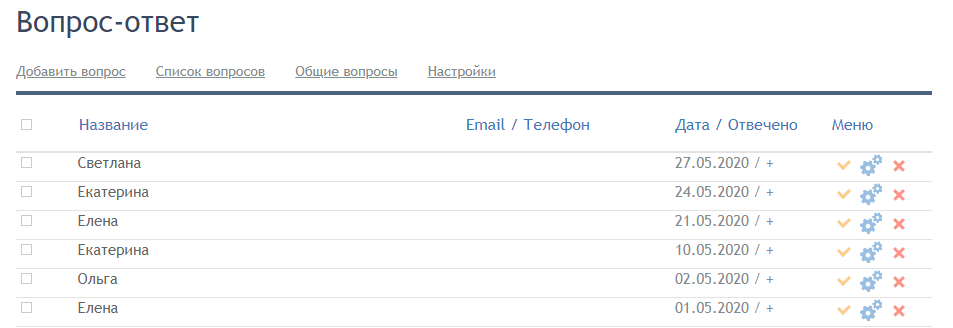 Вопрос-ответ
Добавить вопрос Список вопросов Общие вопросы Настройки
Название Email / Телефон Дата / Отвечено Меню
Светлана 27.05.2020 / +
Екатерина 24.05.2020 / +
Елена 21.05.2020 / +
Екатерина 10.05.2020 / +
Ольга 02.05.2020 / +
Елена 01.05.2020 / +